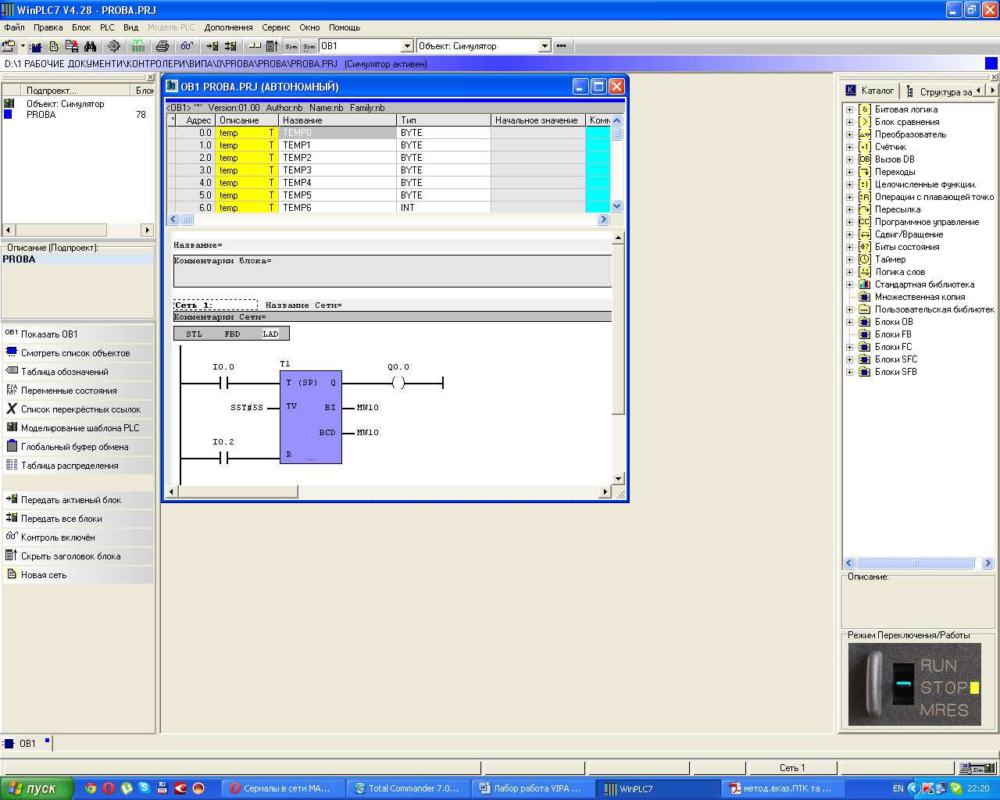 WinPLC7 V4.28 - PROBA.PRJ
Файл Правка Блок PLC Вид Модель PLC Дополнения Сервис Окно Помощь
Sym Sym OB1 Объект: Симулятор
D:\1 РАБОЧИЕ ДОКУМЕНТИ\КОНТРОЛЕРИ\ВИПА\0\PROBA\PROBA\PROBA.PRJ (Симулятор активен)
Подпроект... Блок
Объект: Симулятор
PROBA 78
Описание (Подпроект):
PROBA
OB1 Показать OB1
Смотреть список объектов
Таблица обозначений
E/A M? Переменные состояния
Список перекрёстных ссылок
Моделирование шаблона PLC
Глобальный буфер обмена
Таблица распределения
Передать активный блок
Передать все блоки
Контроль включён
Скрыть заголовок блока
Новая сеть
OB1 PROBA.PRJ (АВТОНОМНЫЙ)
<OB1> "" Version:01.00 Author:nb Name:nb Family:nb
* Адрес Описание Название Тип Начальное значение Комм
0.0 temp T TEMP0 BYTE
1.0 temp T TEMP1 BYTE
2.0 temp T TEMP2 BYTE
3.0 temp T TEMP3 BYTE
4.0 temp T TEMP4 BYTE
5.0 temp T TEMP5 BYTE
6.0 temp T TEMP6 INT
Название=
Комментарии блока=
Сеть 1: Название Сети=
Комментарии Сети=
STL FBD LAD
I0.0 T1 Q0.0
T (SP) Q ( )
S5T#5S TV BI MW10
BCD MW10
I0.2
R ...
Каталог Структура за
Битовая логика
Блок сравнения
Преобразователь
Счётчик
DB Вызов DB
Переходы
Целочисленные функции.
Операции с плавающей точко
Пересылка
CC Программное управление
Сдвиг/Вращение
Биты состояния
Таймер
Логика слов
Стандартная библиотека
Множественная копия
Пользовательская библиотек
Блоки OB
Блоки FB
Блоки FC
Блоки SFC
Блоки SFB
Описание:
Режим Переключения/Работы
RUN
STOP
MRES
OB1
Сеть 1 Sim
пуск Сериалы в сети МА... Total Commander 7.0... Лабор работа VIPA ... WinPLC7 метод.вказ.ПТК та ... EN 22:20